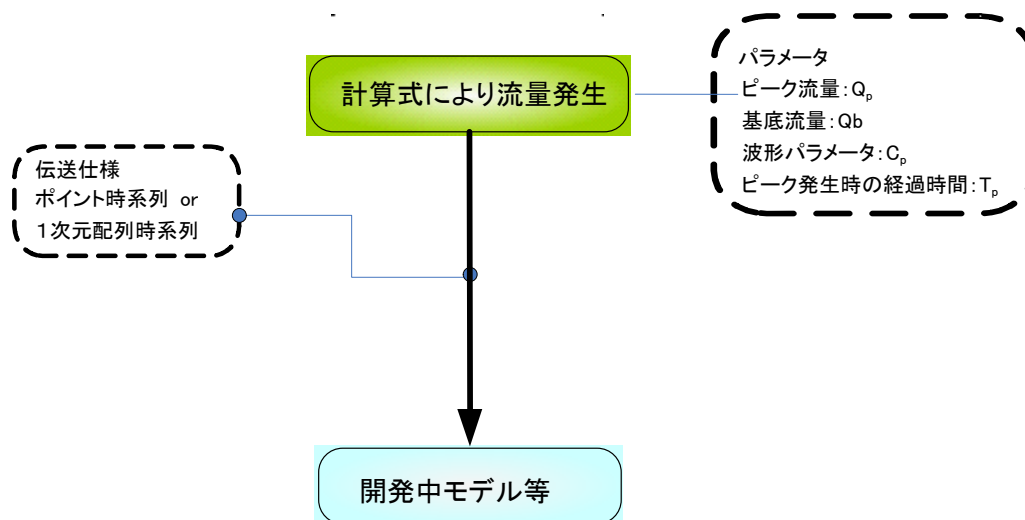 計算式により流量発生
パラメータ
ピーク流量：Qp
基底流量：Qb
波形パラメータ：Cp
ピーク発生時の経過時間：Tp
伝送仕様
ポイント時系列 or
１次元配列時系列
開発中モデル等